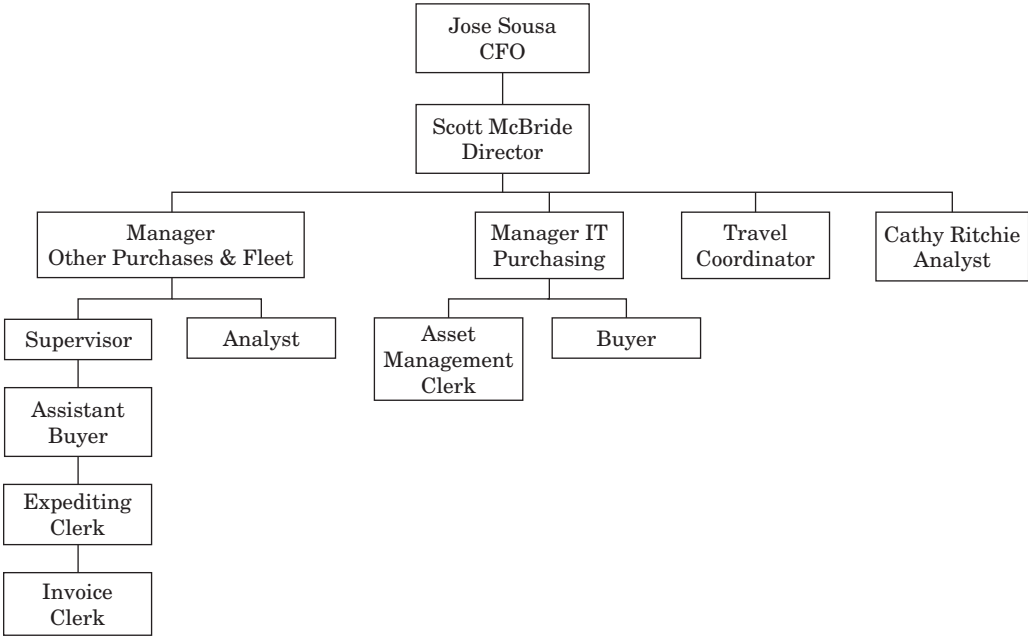 Jose Sousa
CFO
Scott McBride
Director
Manager
Other Purchases & Fleet
Manager IT
Purchasing
Travel
Coordinator
Cathy Ritchie
Analyst
Supervisor
Analyst
Asset
Management
Clerk
Buyer
Assistant
Buyer
Expediting
Clerk
Invoice
Clerk